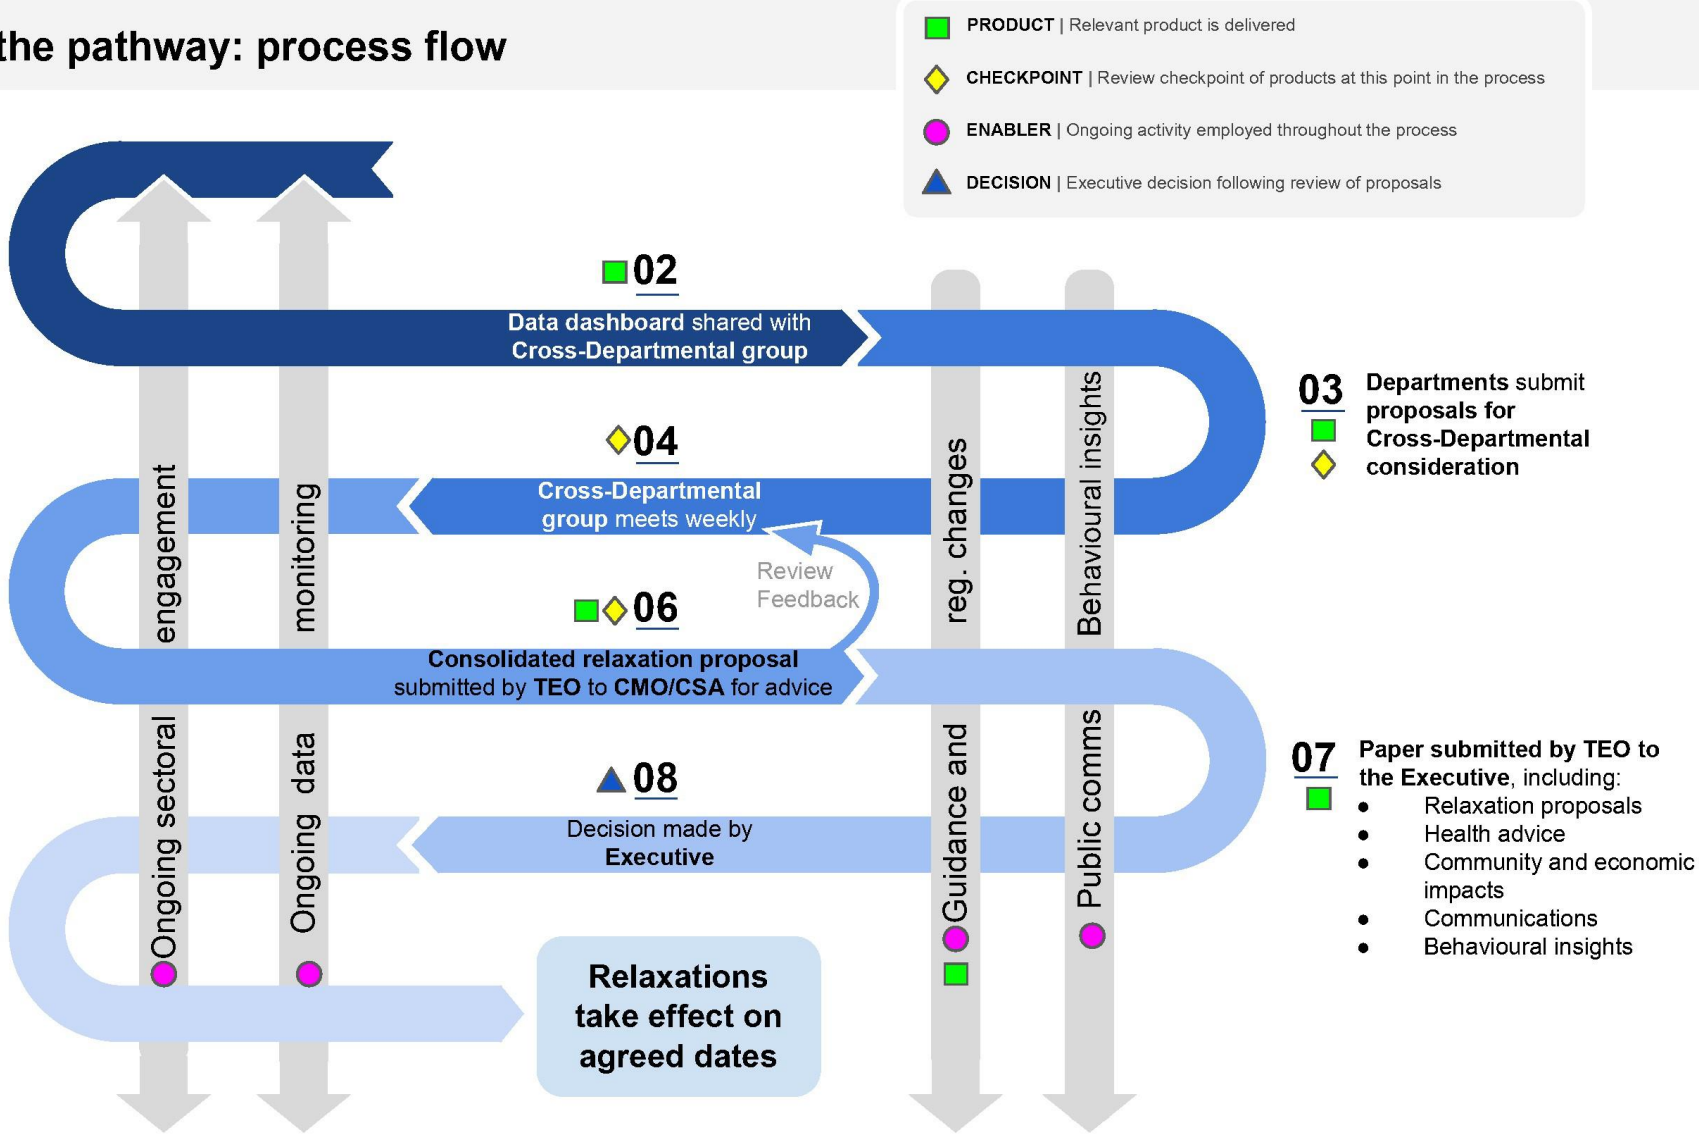 the pathway: process flow
PRODUCT | Relevant product is delivered
CHECKPOINT | Review checkpoint of products at this point in the process
ENABLER | Ongoing activity employed throughout the process
DECISION | Executive decision following review of proposals
02
Data dashboard shared with
Cross-Departmental group
03
Departments submit
proposals for
Cross-Departmental
consideration
04
Cross-Departmental
group meets weekly
Review
Feedback
06
Consolidated relaxation proposal
submitted by TEO to CMO/CSA for advice
07
Paper submitted by TEO to
the Executive, including:
● Relaxation proposals
● Health advice
● Community and economic
impacts
● Communications
● Behavioural insights
08
Decision made by
Executive
Relaxations
take effect on
agreed dates
Ongoing sectoral engagement
Ongoing data monitoring
Guidance and reg. changes
Public comms Behavioural insights